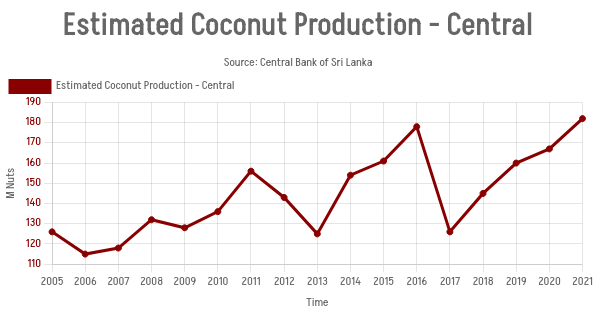 Estimated Coconut Production - Central
Source: Central Bank of Sri Lanka
Estimated Coconut Production - Central
190
180
170
160
150
140
130
120
110
M Nuts
2005 2006 2007 2008 2009 2010 2011 2012 2013 2014 2015 2016 2017 2018 2019 2020 2021
Time